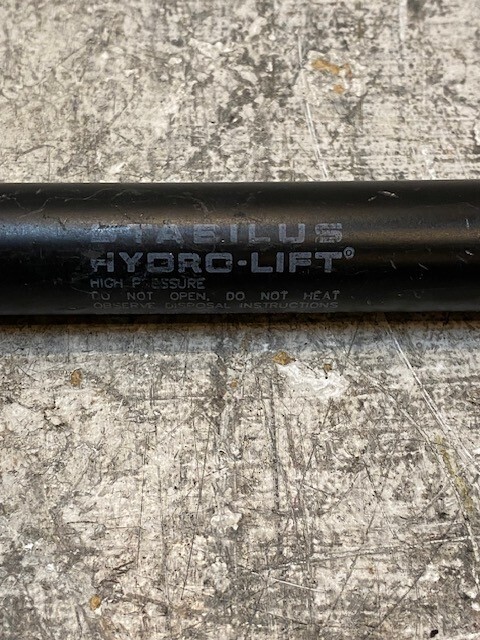 STABILUS
HYDRO-LIFT®
HIGH PRESSURE
DO NOT OPEN, DO NOT HEAT
OBSERVE DISPOSAL INSTRUCTIONS